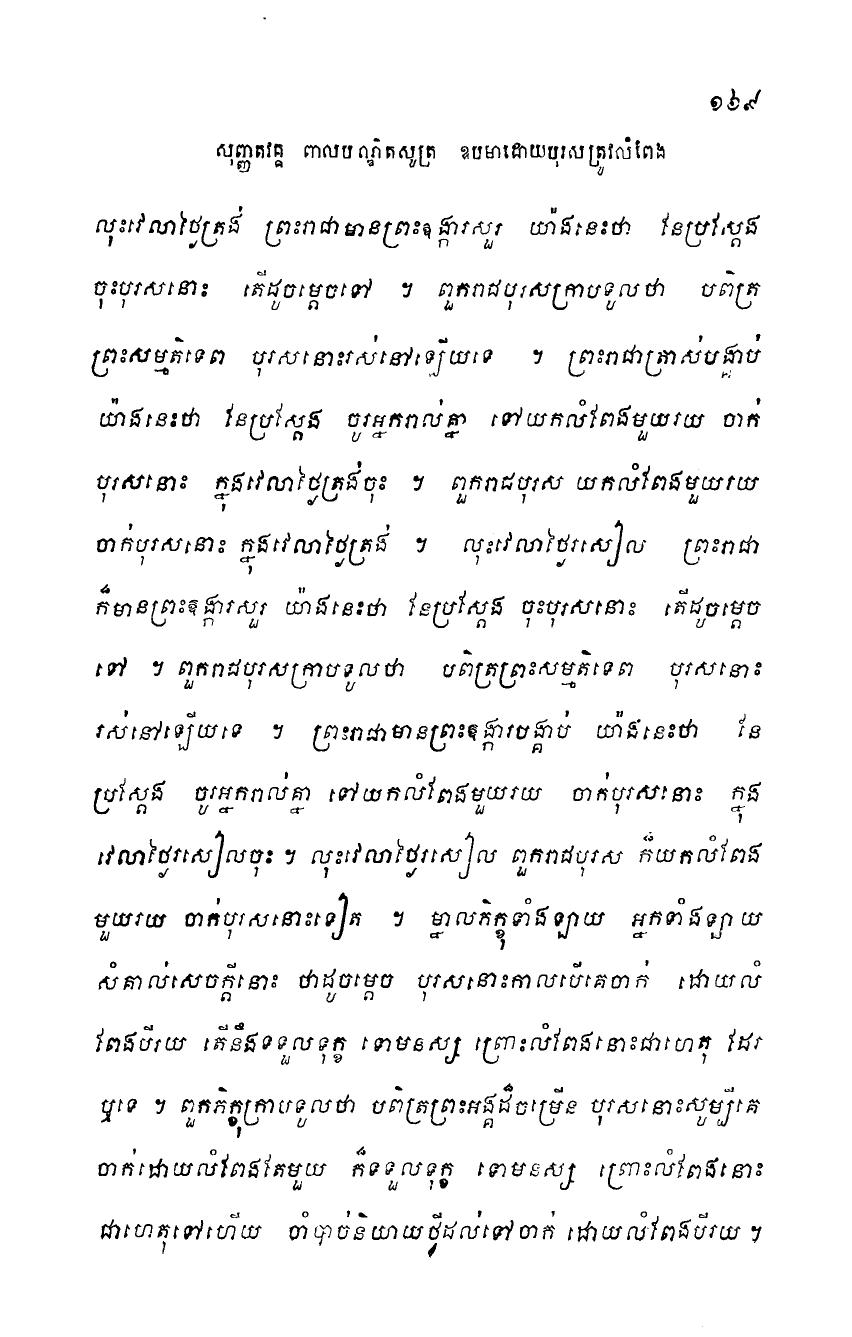 ១៦៩
សុញ្ញតវគ្គ ពាលបណ្ឌិតសូត្រ ឧបមាដោយបុរសត្រូវលំពែង
លុះវេលាថ្ងៃត្រង់ ព្រះរាជាមានព្រះឱង្ការសួរ យ៉ាងនេះថា នែប្រស្តែង
ចុះបុរសនោះ តើដូចម្តេចទៅ ។ ពួករាជបុរសក្រាបទូលថា បពិត្រ
ព្រះសម្មតិទេព បុរសនោះរស់នៅឡើយទេ ។ ព្រះរាជាត្រាស់បង្គាប់
យ៉ាងនេះថា នែប្រស្តែង ចូរអ្នករាល់គ្នា ទៅយកលំពែងមួយរយ ចាក់
បុរសនោះ ក្នុងវេលាថ្ងៃត្រង់ចុះ ។ ពួករាជបុរស យកលំពែងមួយរយ
ចាក់បុរសនោះ ក្នុងវេលាថ្ងៃត្រង់ ។ លុះវេលាថ្ងៃរសៀល ព្រះរាជា
ក៏មានព្រះឱង្ការសួរ យ៉ាងនេះថា នែប្រស្តែង ចុះបុរសនោះ តើដូចម្តេច
ទៅ ។ ពួករាជបុរសក្រាបទូលថា បពិត្រព្រះសម្មតិទេព បុរសនោះ
រស់នៅឡើយទេ ។ ព្រះរាជាមានព្រះឱង្ការបង្គាប់ យ៉ាងនេះថា នែ
ប្រស្តែង ចូរអ្នករាល់គ្នា ទៅយកលំពែងមួយរយ ចាក់បុរសនោះ ក្នុង
វេលាថ្ងៃរសៀលចុះ ។ លុះវេលាថ្ងៃរសៀល ពួករាជបុរស ក៏យកលំពែង
មួយរយ ចាក់បុរសនោះទៀត ។ ម្នាលភិក្ខុទាំងឡាយ អ្នកទាំងឡាយ
សំគាល់សេចក្តីនោះ ថាដូចម្តេច បុរសនោះកាលបើគេចាក់ ដោយលំ
ពែងបីរយ តើនឹងទទួលទុក្ខ ទោមនស្ស ព្រោះលំពែងនោះជាហេតុ ដែរ
ឬទេ ។ ពួកភិក្ខុក្រាបទូលថា បពិត្រព្រះអង្គដ៏ចម្រើន បុរសនោះសូម្បីគេ
ចាក់ដោយលំពែងតែមួយ ក៏ទទួលទុក្ខ ទោមនស្ស ព្រោះលំពែងនោះ
ជាហេតុទៅហើយ ចាំបាច់និយាយថ្វីដល់ទៅចាក់ ដោយលំពែងបីរយ ។